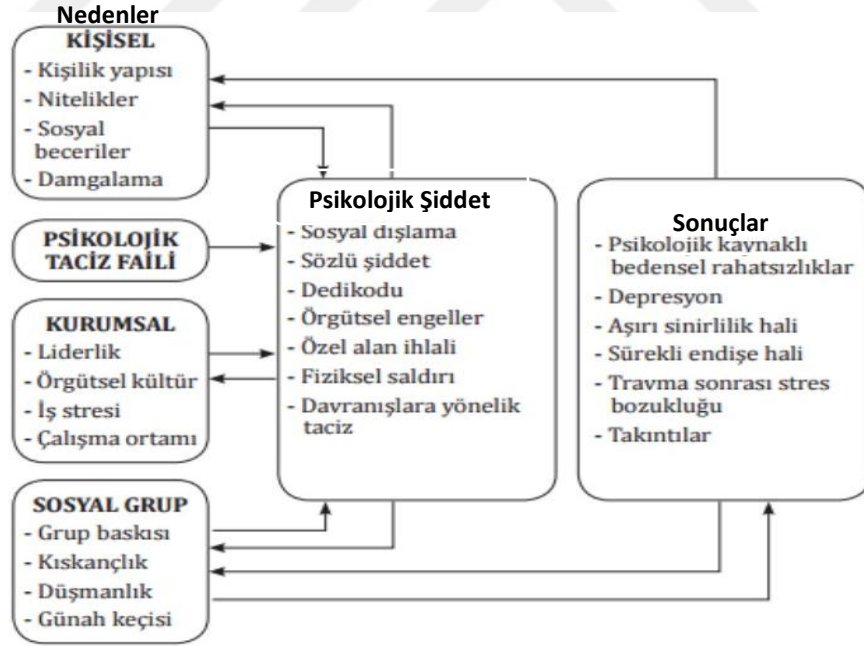 Nedenler
KİŞİSEL
- Kişilik yapısı
- Nitelikler
- Sosyal
beceriler
- Damgalama
PSİKOLOJİK
TACİZ FAİLİ
KURUMSAL
- Liderlik
- Örgütsel kültür
- İş stresi
- Çalışma ortamı
SOSYAL GRUP
- Grup baskısı
- Kıskançlık
- Düşmanlık
- Günah keçisi
Psikolojik Şiddet
- Sosyal dışlama
- Sözlü şiddet
- Dedikodu
- Örgütsel engeller
- Özel alan ihlali
- Fiziksel saldırı
- Davranışlara yönelik
taciz
Sonuçlar
- Psikolojik kaynaklı
bedensel rahatsızlıklar
- Depresyon
- Aşırı sinirlilik hali
- Sürekli endişe hali
- Travma sonrası stres
bozukluğu
- Takıntılar